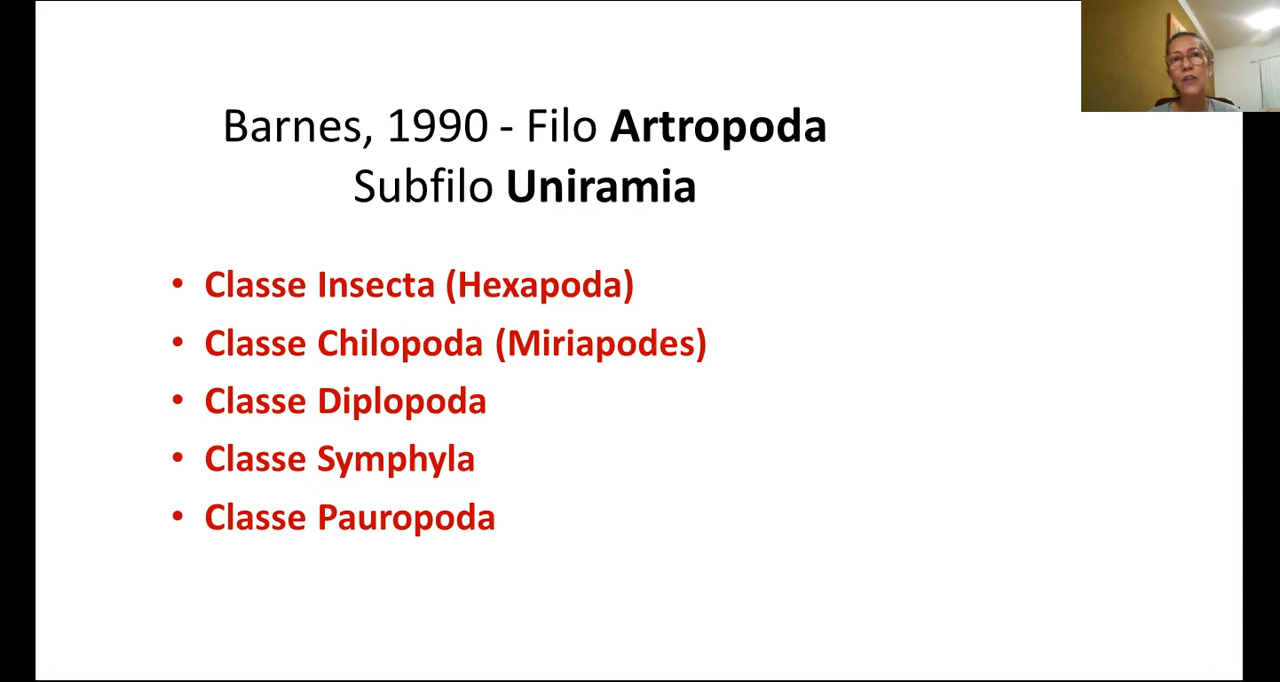 Barnes, 1990 - Filo Artropoda
Subfilo Uniramia
• Classe Insecta (Hexapoda)
• Classe Chilopoda (Miriapodes)
• Classe Diplopoda
• Classe Symphyla
• Classe Pauropoda